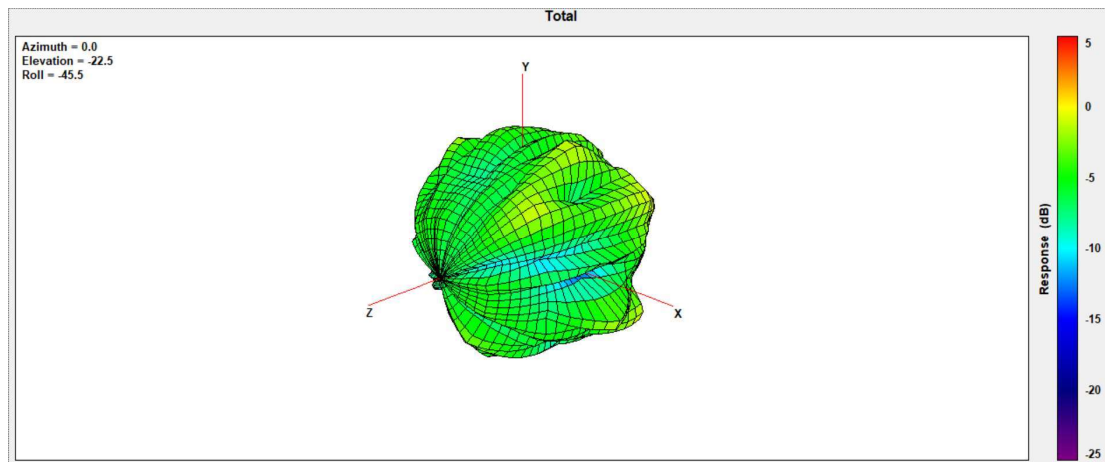 Total
Azimuth = 0.0
Elevation = -22.5
Roll = -45.5
Y
Z
X
5
0
-5
-10
-15
-20
-25
Response (dB)